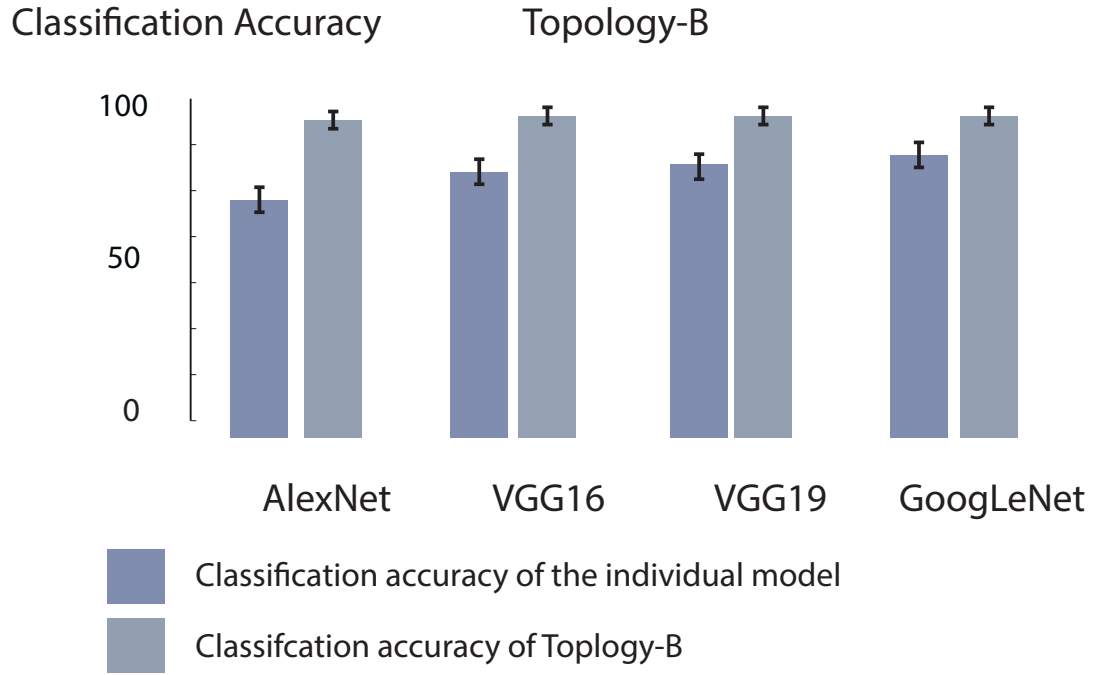 Classification Accuracy
Topology-B
100
50
0
AlexNet
VGG16
VGG19
GoogLeNet
Classification accuracy of the individual model
Classifcation accuracy of Toplogy-B